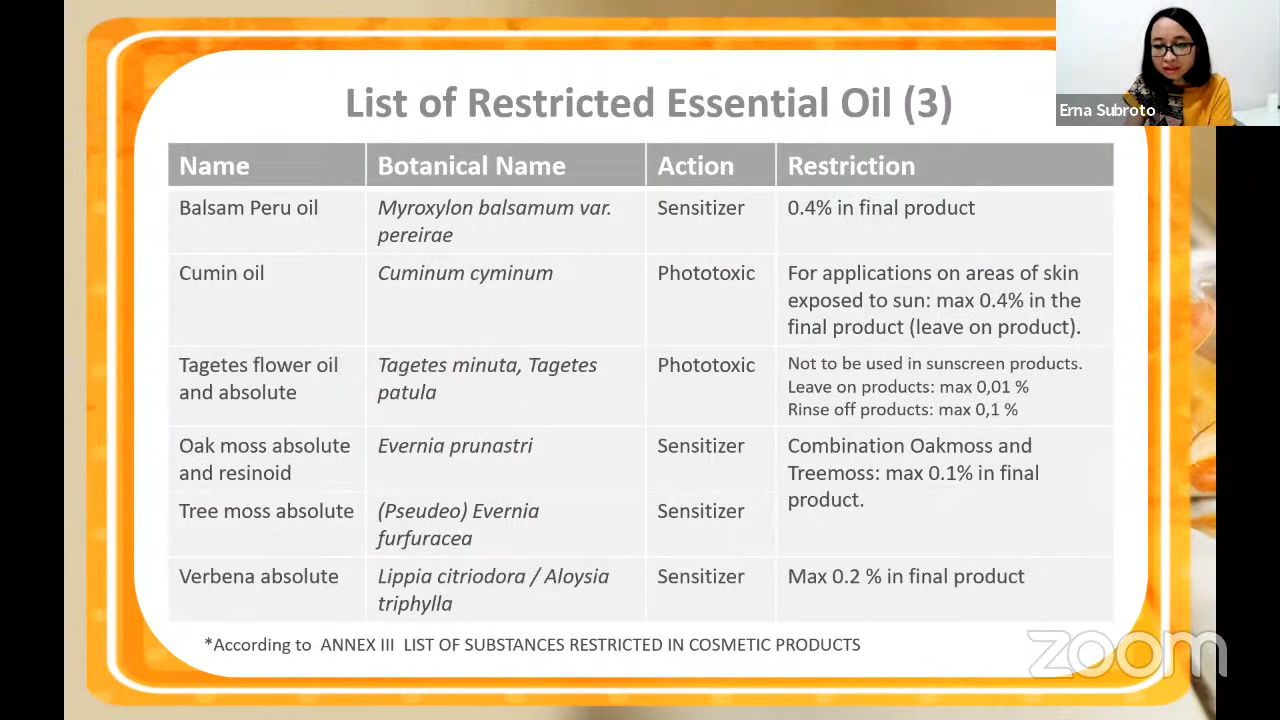 List of Restricted Essential Oil (3)
Erna Subroto
Name Botanical Name Action Restriction
Balsam Peru oil Myroxylon balsamum var. Sensitizer 0.4% in final product
pereirae
Cumin oil Cuminum cyminum Phototoxic For applications on areas of skin
exposed to sun: max 0.4% in the
final product (leave on product).
Tagetes flower oil Tagetes minuta, Tagetes Phototoxic Not to be used in sunscreen products.
and absolute patula Leave on products: max 0,01 %
Rinse off products: max 0,1 %
Oak moss absolute Evernia prunastri Sensitizer Combination Oakmoss and
and resinoid Treemoss: max 0.1% in final
product.
Tree moss absolute (Pseudeo) Evernia Sensitizer
furfuracea
Verbena absolute Lippia citriodora / Aloysia Sensitizer Max 0.2 % in final product
triphylla
*According to ANNEX III LIST OF SUBSTANCES RESTRICTED IN COSMETIC PRODUCTS
zoom